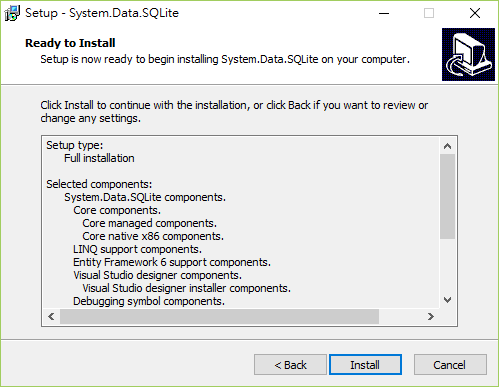 Setup - System.Data.SQLite
Ready to Install
Setup is now ready to begin installing System.Data.SQLite on your computer.
Click Install to continue with the installation, or click Back if you want to review or
change any settings.
Setup type:
Full installation
Selected components:
System.Data.SQLite components.
Core components.
Core managed components.
Core native x86 components.
LINQ support components.
Entity Framework 6 support components.
Visual Studio designer components.
Visual Studio designer installer components.
Debugging symbol components.
< Back
Install
Cancel